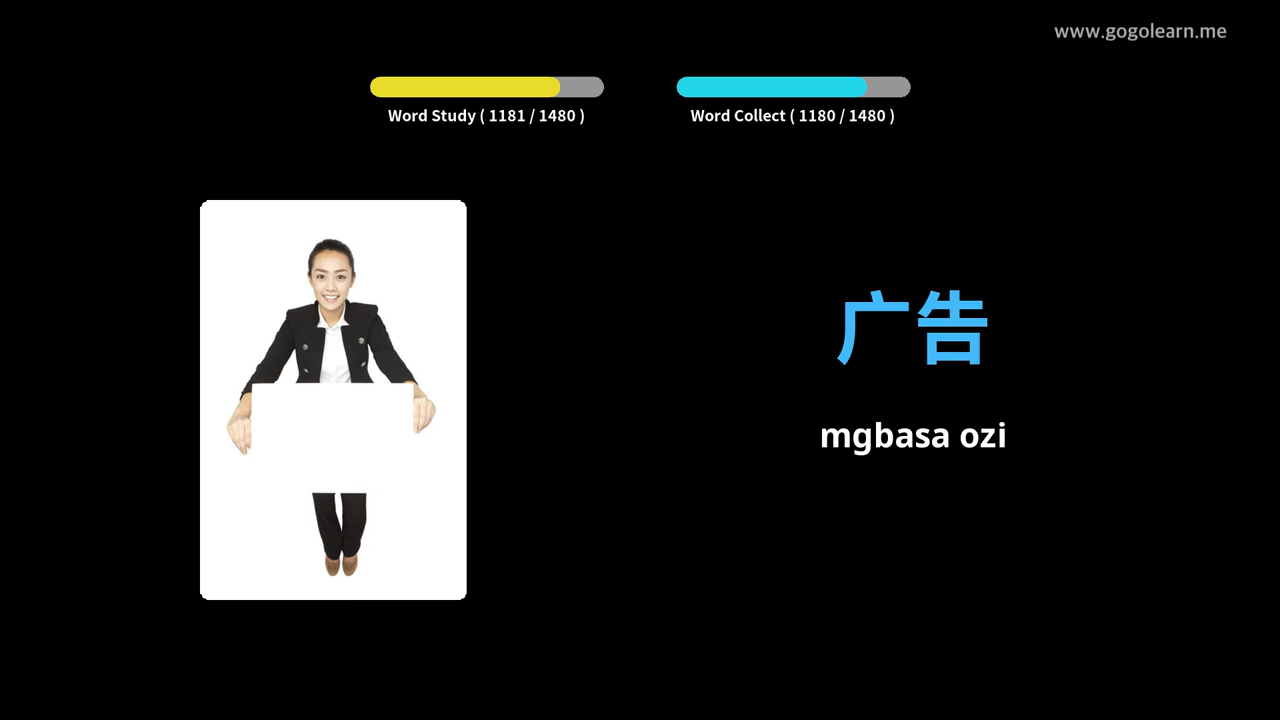 www.gogolearn.me
Word Study ( 1181 / 1480 )
Word Collect ( 1180 / 1480 )
广告
mgbasa ozi